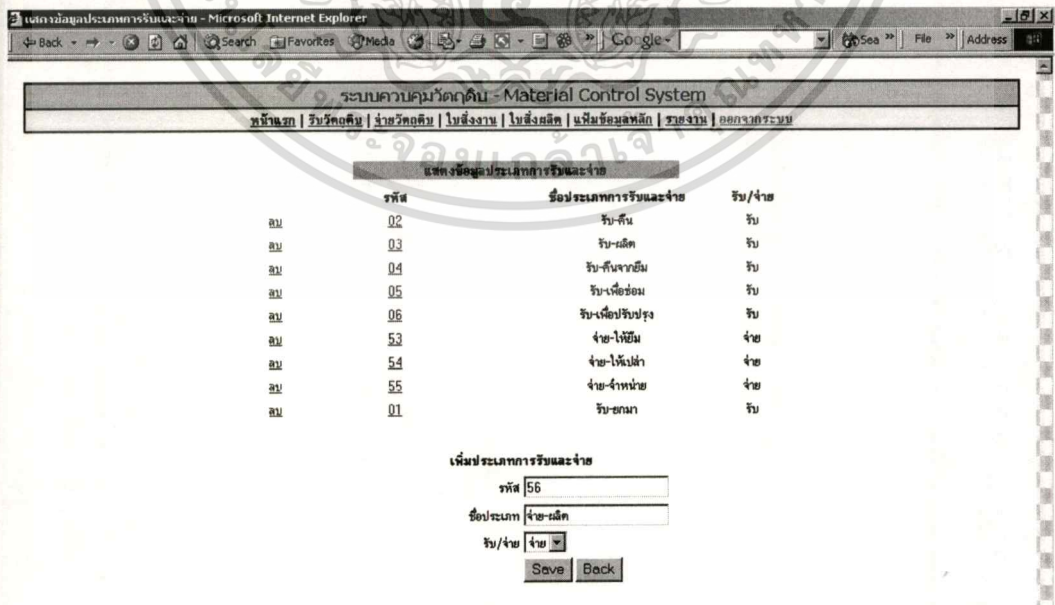 แสดงข้อมูลประเภทการรับและจ่าย - Microsoft Internet Explorer
Back Search Favorites Media Google Sea » File » Address
ระบบควบคุมวัตถุดิบ - Material Control System
หน้าแรก | รับวัตถุดิบ | จ่ายวัตถุดิบ | ใบสั่งงาน | ใบสั่งผลิต | แฟ้มข้อมูลหลัก | รายงาน | ออกจากระบบ
แสดงข้อมูลประเภทการรับและจ่าย
รหัส ชื่อประเภทการรับและจ่าย รับ/จ่าย
ลบ 02 รับ-คืน รับ
ลบ 03 รับ-ผลิต รับ
ลบ 04 รับ-คืนจากยืม รับ
ลบ 05 รับ-เพื่อซ่อม รับ
ลบ 06 รับ-เพื่อปรับปรุง รับ
ลบ 53 จ่าย-ให้ยืม จ่าย
ลบ 54 จ่าย-ให้เปล่า จ่าย
ลบ 55 จ่าย-จำหน่าย จ่าย
ลบ 01 รับ-ยกมา รับ
เพิ่มประเภทการรับและจ่าย
รหัส 56
ชื่อประเภท จ่าย-ผลิต
รับ/จ่าย จ่าย
Save Back